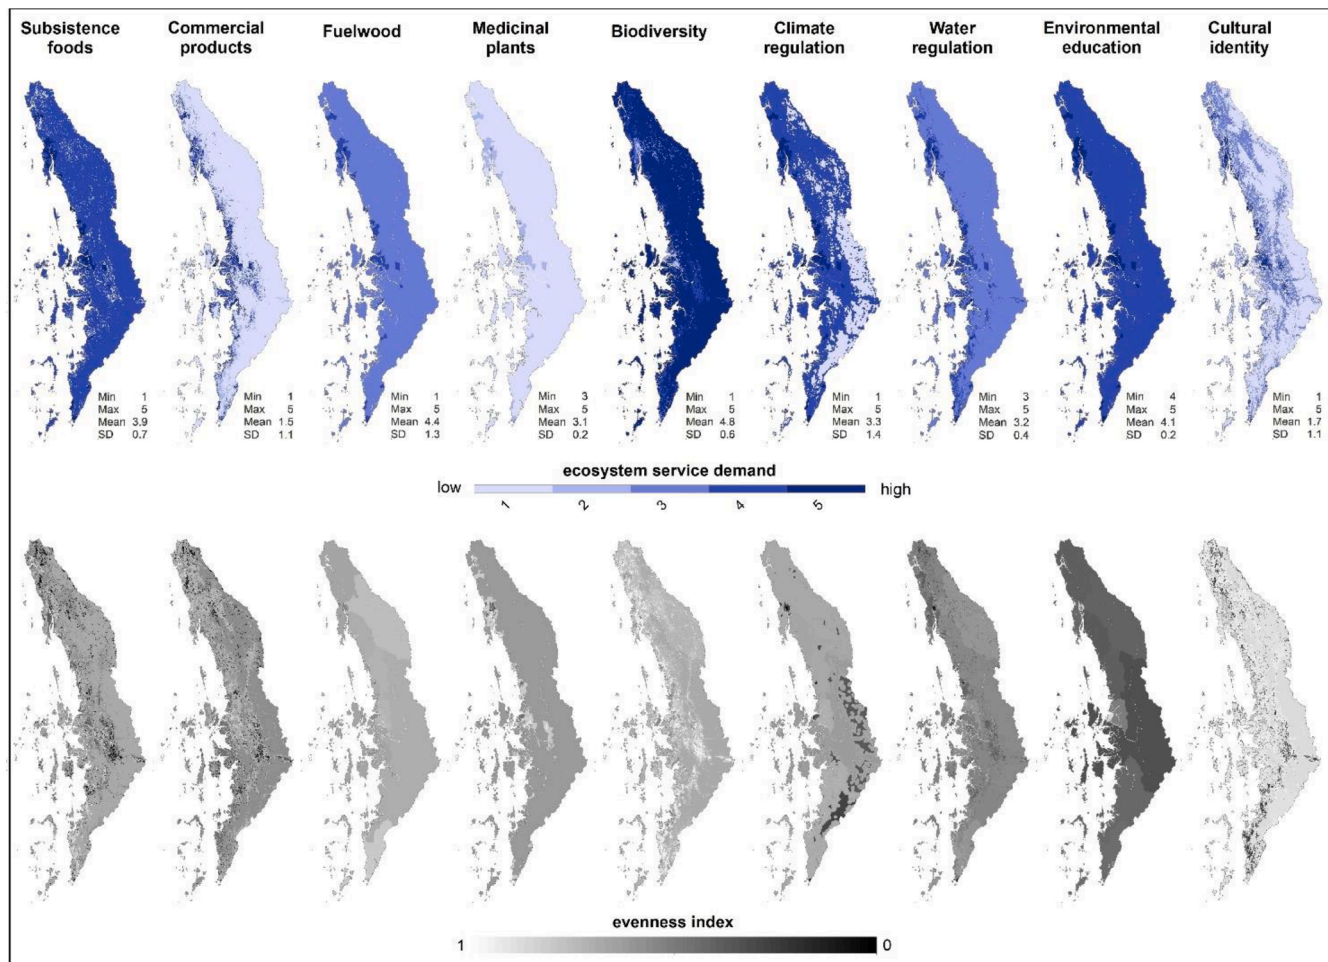 Subsistence foods
Commercial products
Fuelwood
Medicinal plants
Biodiversity
Climate regulation
Water regulation
Environmental education
Cultural identity
Min 1
Max 5
Mean 3.9
SD 0.7
Min 1
Max 5
Mean 1.5
SD 1.1
Min 1
Max 5
Mean 4.4
SD 1.3
Min 3
Max 5
Mean 3.1
SD 0.2
Min 1
Max 5
Mean 4.8
SD 0.6
Min 1
Max 5
Mean 3.3
SD 1.4
Min 3
Max 5
Mean 3.2
SD 0.4
Min 4
Max 5
Mean 4.1
SD 0.2
Min 1
Max 5
Mean 1.7
SD 1.1
ecosystem service demand
low
high
1 2 3 4 5
evenness index
1
0